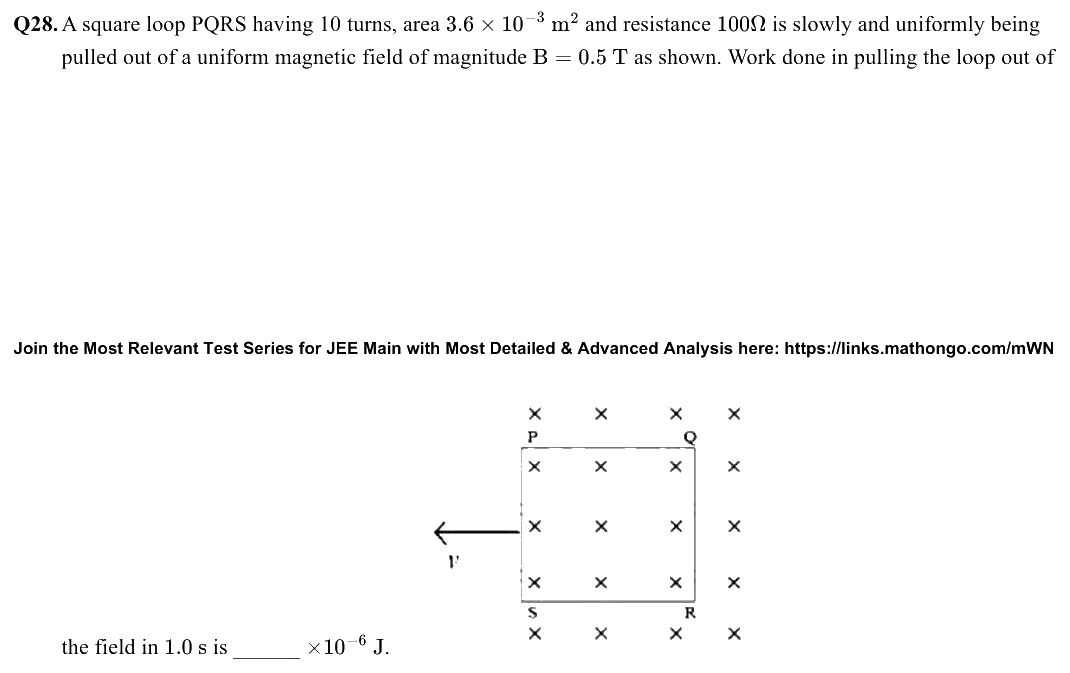 Q28. A square loop PQRS having 10 turns, area 3.6 × 10⁻³ m² and resistance 100Ω is slowly and uniformly being
pulled out of a uniform magnetic field of magnitude B = 0.5 T as shown. Work done in pulling the loop out of
Join the Most Relevant Test Series for JEE Main with Most Detailed & Advanced Analysis here: https://links.mathongo.com/mWN
× × × ×
P Q
× × × ×
× × × ×
v
× × × ×
S R
× × × ×
the field in 1.0 s is ______ ×10⁻⁶ J.